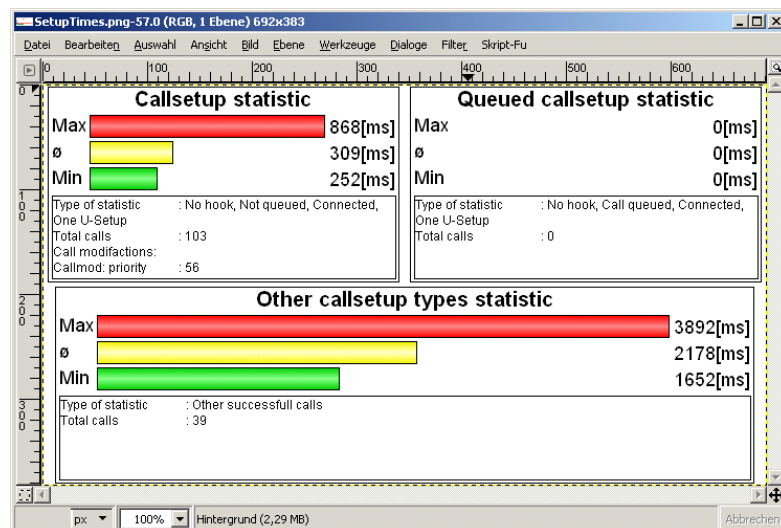 SetupTimes.png-57.0 (RGB, 1 Ebene) 692x383
Datei Bearbeiten Auswahl Ansicht Bild Ebene Werkzeuge Dialoge Filter Skript-Fu
0 100 200 300 400 500 600
0
100
200
300
Callsetup statistic
Max 868[ms]
ø 309[ms]
Min 252[ms]
Type of statistic : No hook, Not queued, Connected,
One U-Setup
Total calls : 103
Call modifactions:
Callmod: priority : 56
Queued callsetup statistic
Max 0[ms]
ø 0[ms]
Min 0[ms]
Type of statistic : No hook, Call queued, Connected,
One U-Setup
Total calls : 0
Other callsetup types statistic
Max 3892[ms]
ø 2178[ms]
Min 1652[ms]
Type of statistic : Other successfull calls
Total calls : 39
px 100% Hintergrund (2,29 MB) Abbrechen